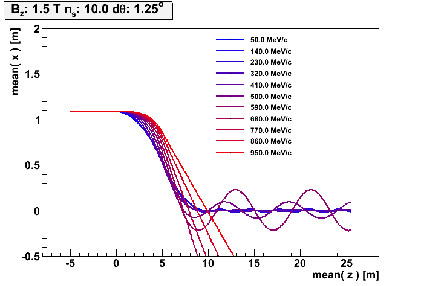 B_z: 1.5 T n_s: 10.0 dθ: 1.25°
mean( x ) [m]
2
1.5
1
0.5
0
-0.5
50.0 MeV/c
140.0 MeV/c
230.0 MeV/c
320.0 MeV/c
410.0 MeV/c
500.0 MeV/c
590.0 MeV/c
680.0 MeV/c
770.0 MeV/c
860.0 MeV/c
950.0 MeV/c
-5 0 5 10 15 20 25
mean( z ) [m]